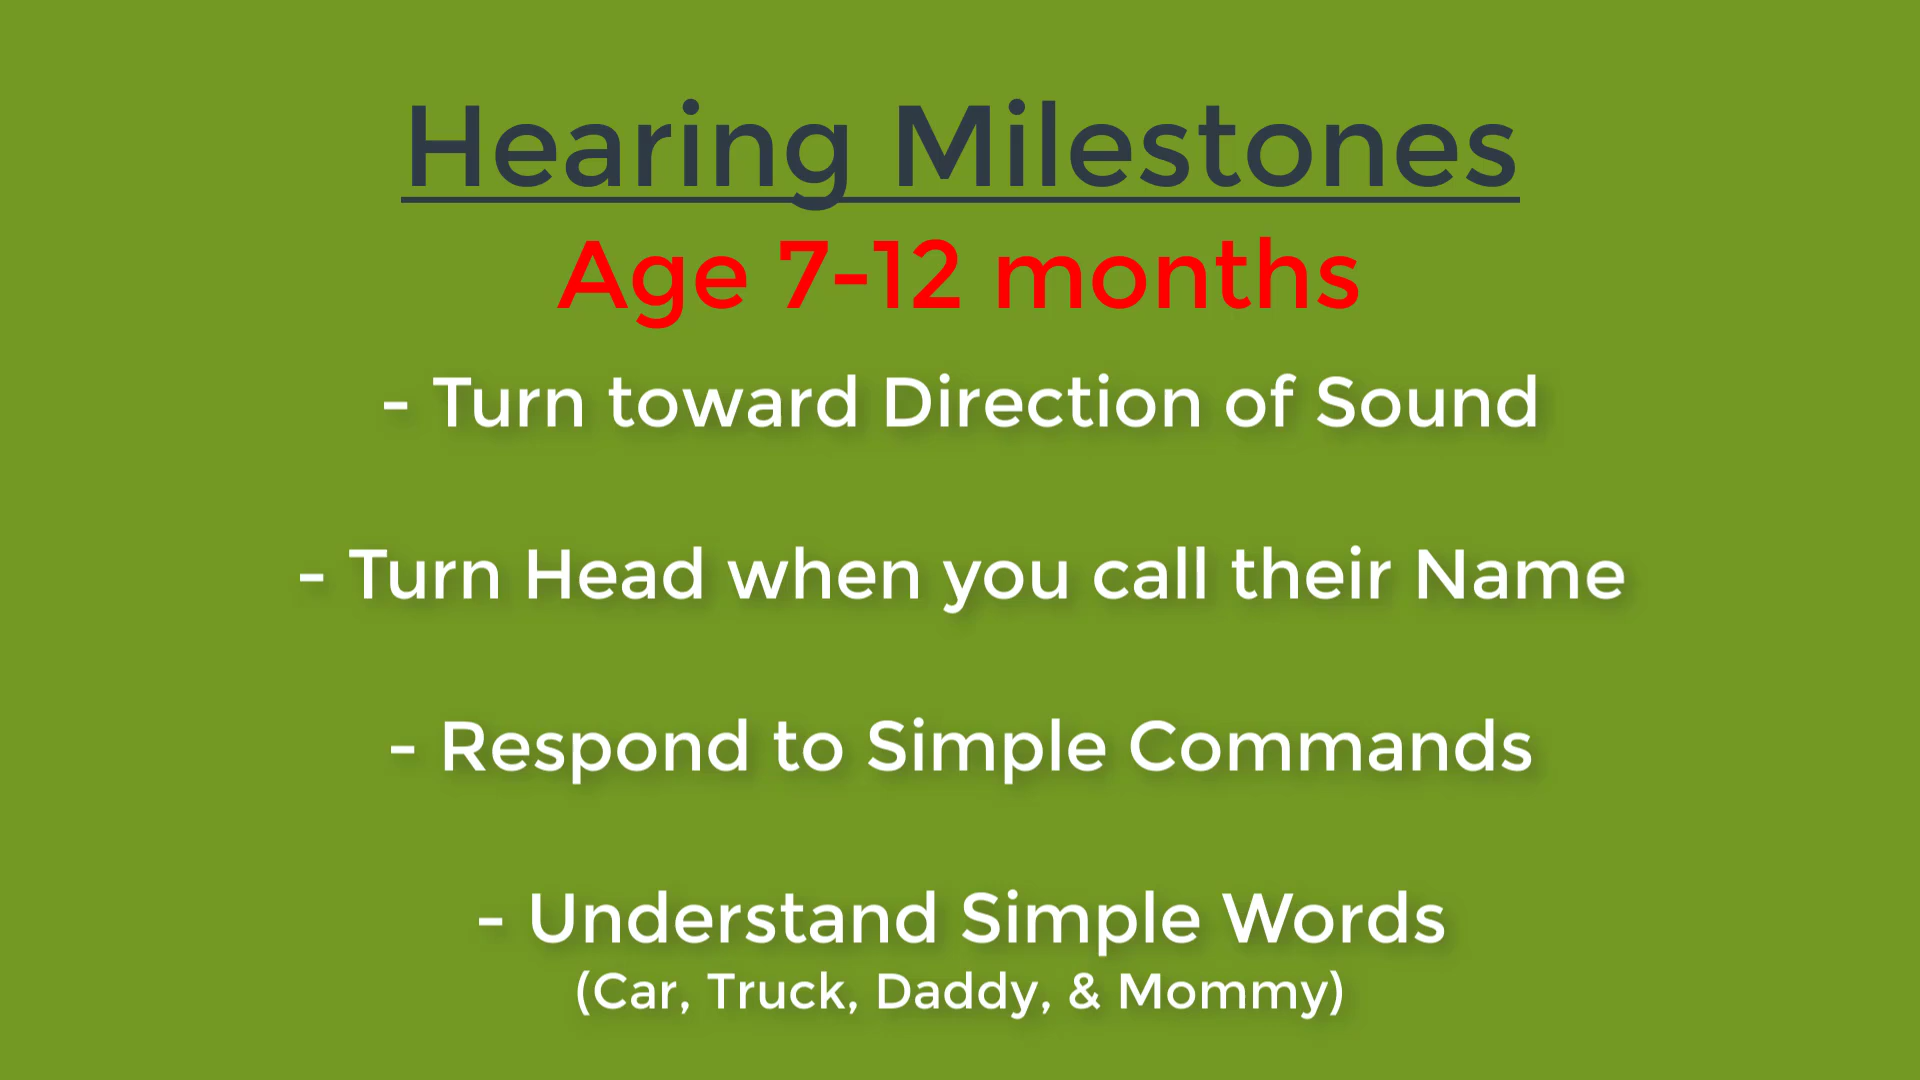 Hearing Milestones
Age 7-12 months
- Turn toward Direction of Sound
- Turn Head when you call their Name
- Respond to Simple Commands
- Understand Simple Words
(Car, Truck, Daddy, & Mommy)